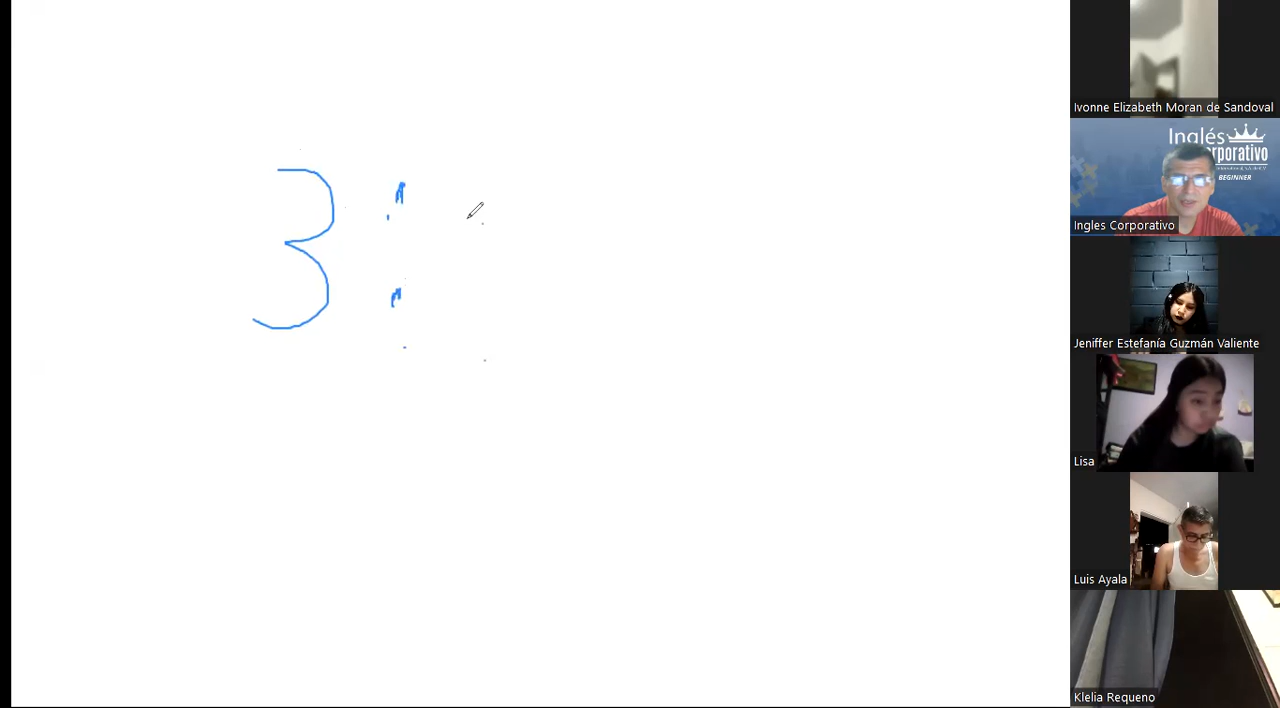 3:
Ivonne Elizabeth Moran de Sandoval
Inglés
Corporativo
BEGINNER
Ingles Corporativo
Jeniffer Estefanía Guzmán Valiente
Lisa
Luis Ayala
Klelia Requeno